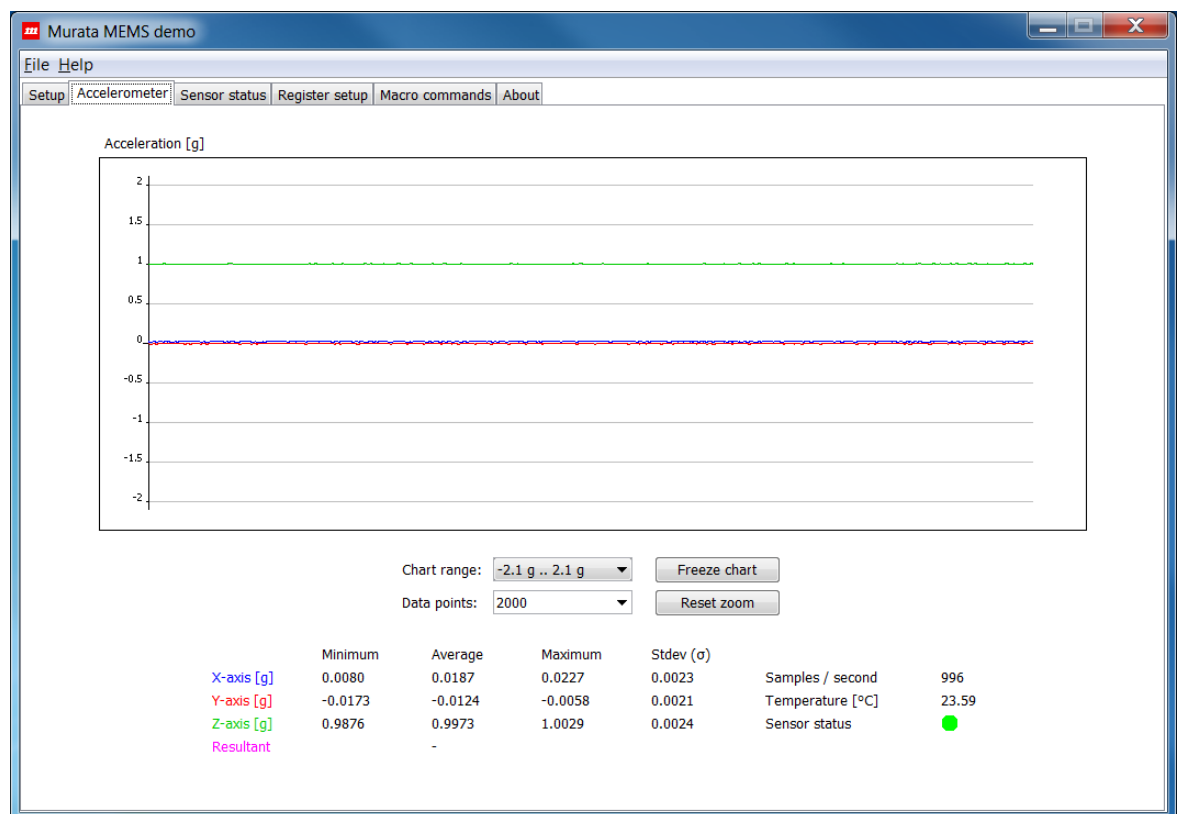 m Murata MEMS demo
File Help
Setup Accelerometer Sensor status Register setup Macro commands About
Acceleration [g]
2
1.5
1
0.5
0
-0.5
-1
-1.5
-2
Chart range: -2.1 g .. 2.1 g Freeze chart
Data points: 2000 Reset zoom
Minimum Average Maximum Stdev (σ)
X-axis [g] 0.0080 0.0187 0.0227 0.0023 Samples / second 996
Y-axis [g] -0.0173 -0.0124 -0.0058 0.0021 Temperature [°C] 23.59
Z-axis [g] 0.9876 0.9973 1.0029 0.0024 Sensor status
Resultant -